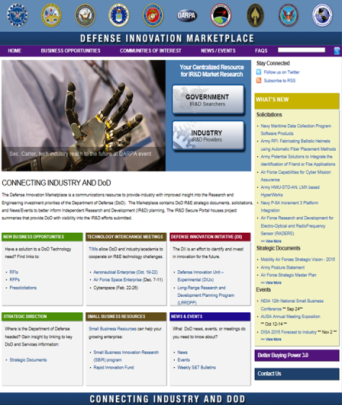 DARPA
DEFENSE INNOVATION MARKETPLACE
HOME
BUSINESS OPPORTUNITIES
COMMUNITIES OF INTEREST
NEWS / EVENTS
FAQS
Your Centralized Resource
for IR&D Market Research
GOVERNMENT
IR&D Searchers
INDUSTRY
IR&D Providers
Sec. Carter, tech industry reach to the future at DARPA event
Stay Connected
Follow us on Twitter
Subscribe to RSS
WHAT'S NEW
Solicitations
Navy Maritime Data Collection Program
Software Products
Army RFI: Fabricating Ballistic Helmets
using Automatic Fiber Placement Methods
Army Potential Solutions to Integrate the
Identification of Friend or Foe Applications
Air Force Capabilities for Cyber Mission
Assurance
Army
HyperWorks
Navy
Integration
Air Force Research and Development for
Electro-Optical and RadioFrequency
Sensor (RADERS)
>> View More
Strategic Documents
Mobility Air Forces Strategic Vision - 2015
Army Posture Statement
Air Force Strategic Master Plan
>> View More
Events
NDIA 12th National Small Business
Conference ** Sep 24**
AUSA Annual Meeting Exposition
** Oct 12-14 **
DISA 2015 Forecast to Industry ** Nov 2 **
>> View More
Better Buying Power 3.0
Contact Us
CONNECTING INDUSTRY AND DoD
The Defense Innovation Marketplace is a communications resource to provide industry with improved insight into the Research and
Engineering investment priorities of the Department of Defense (DoD). The Marketplace contains DoD R&E strategic documents, solicitations,
and News/Events to better inform Independent Research and Development (IR&D) planning. The IR&D Secure Portal houses project
summaries that provide DoD with visibility into the IR&D efforts submitted.
NEW BUSINESS OPPORTUNITIES
Have a solution to a DoD Technology
need? Find links to:
RFIs
RFPs
Presolicitations
TECHNOLOGY INTERCHANGE MEETINGS
TIMs allow DoD and industry/academia to
cooperate on R&E technology challenges.
Aeronautical Enterprise (Oct. 19-22)
Air Force Space Enterprise (Dec. 7-11)
Cyberspace (Feb. 22-25)
DEFENSE INNOVATION INITIATIVE (DII)
The DII is an effort to identify and invest
in innovation for the future.
Defense Innovation Unit –
Experimental (DIUx)
Long-Range Research and
Development Planning Program
(LRRDPP)
STRATEGIC DIRECTION
Where is the Department of Defense
headed? Gain insight by linking to key
DoD and Services information:
Strategic Documents
SMALL BUSINESS RESOURCES
Small Business Resources can help your
growing enterprise:
Small Business Innovation Research
(SBIR) program
Rapid Innovation Fund
NEWS & EVENTS
What DoD news, events, or meetings do
you need to know about?
News
Events
Weekly S&T Bulletins
CONNECTING INDUSTRY AND DOD